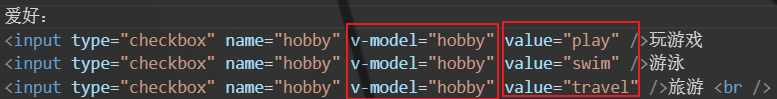 爱好:
<input type="checkbox" name="hobby" v-model="hobby" value="play" />玩游戏
<input type="checkbox" name="hobby" v-model="hobby" value="swim" />游泳
<input type="checkbox" name="hobby" v-model="hobby" value="travel" />旅游 <br />